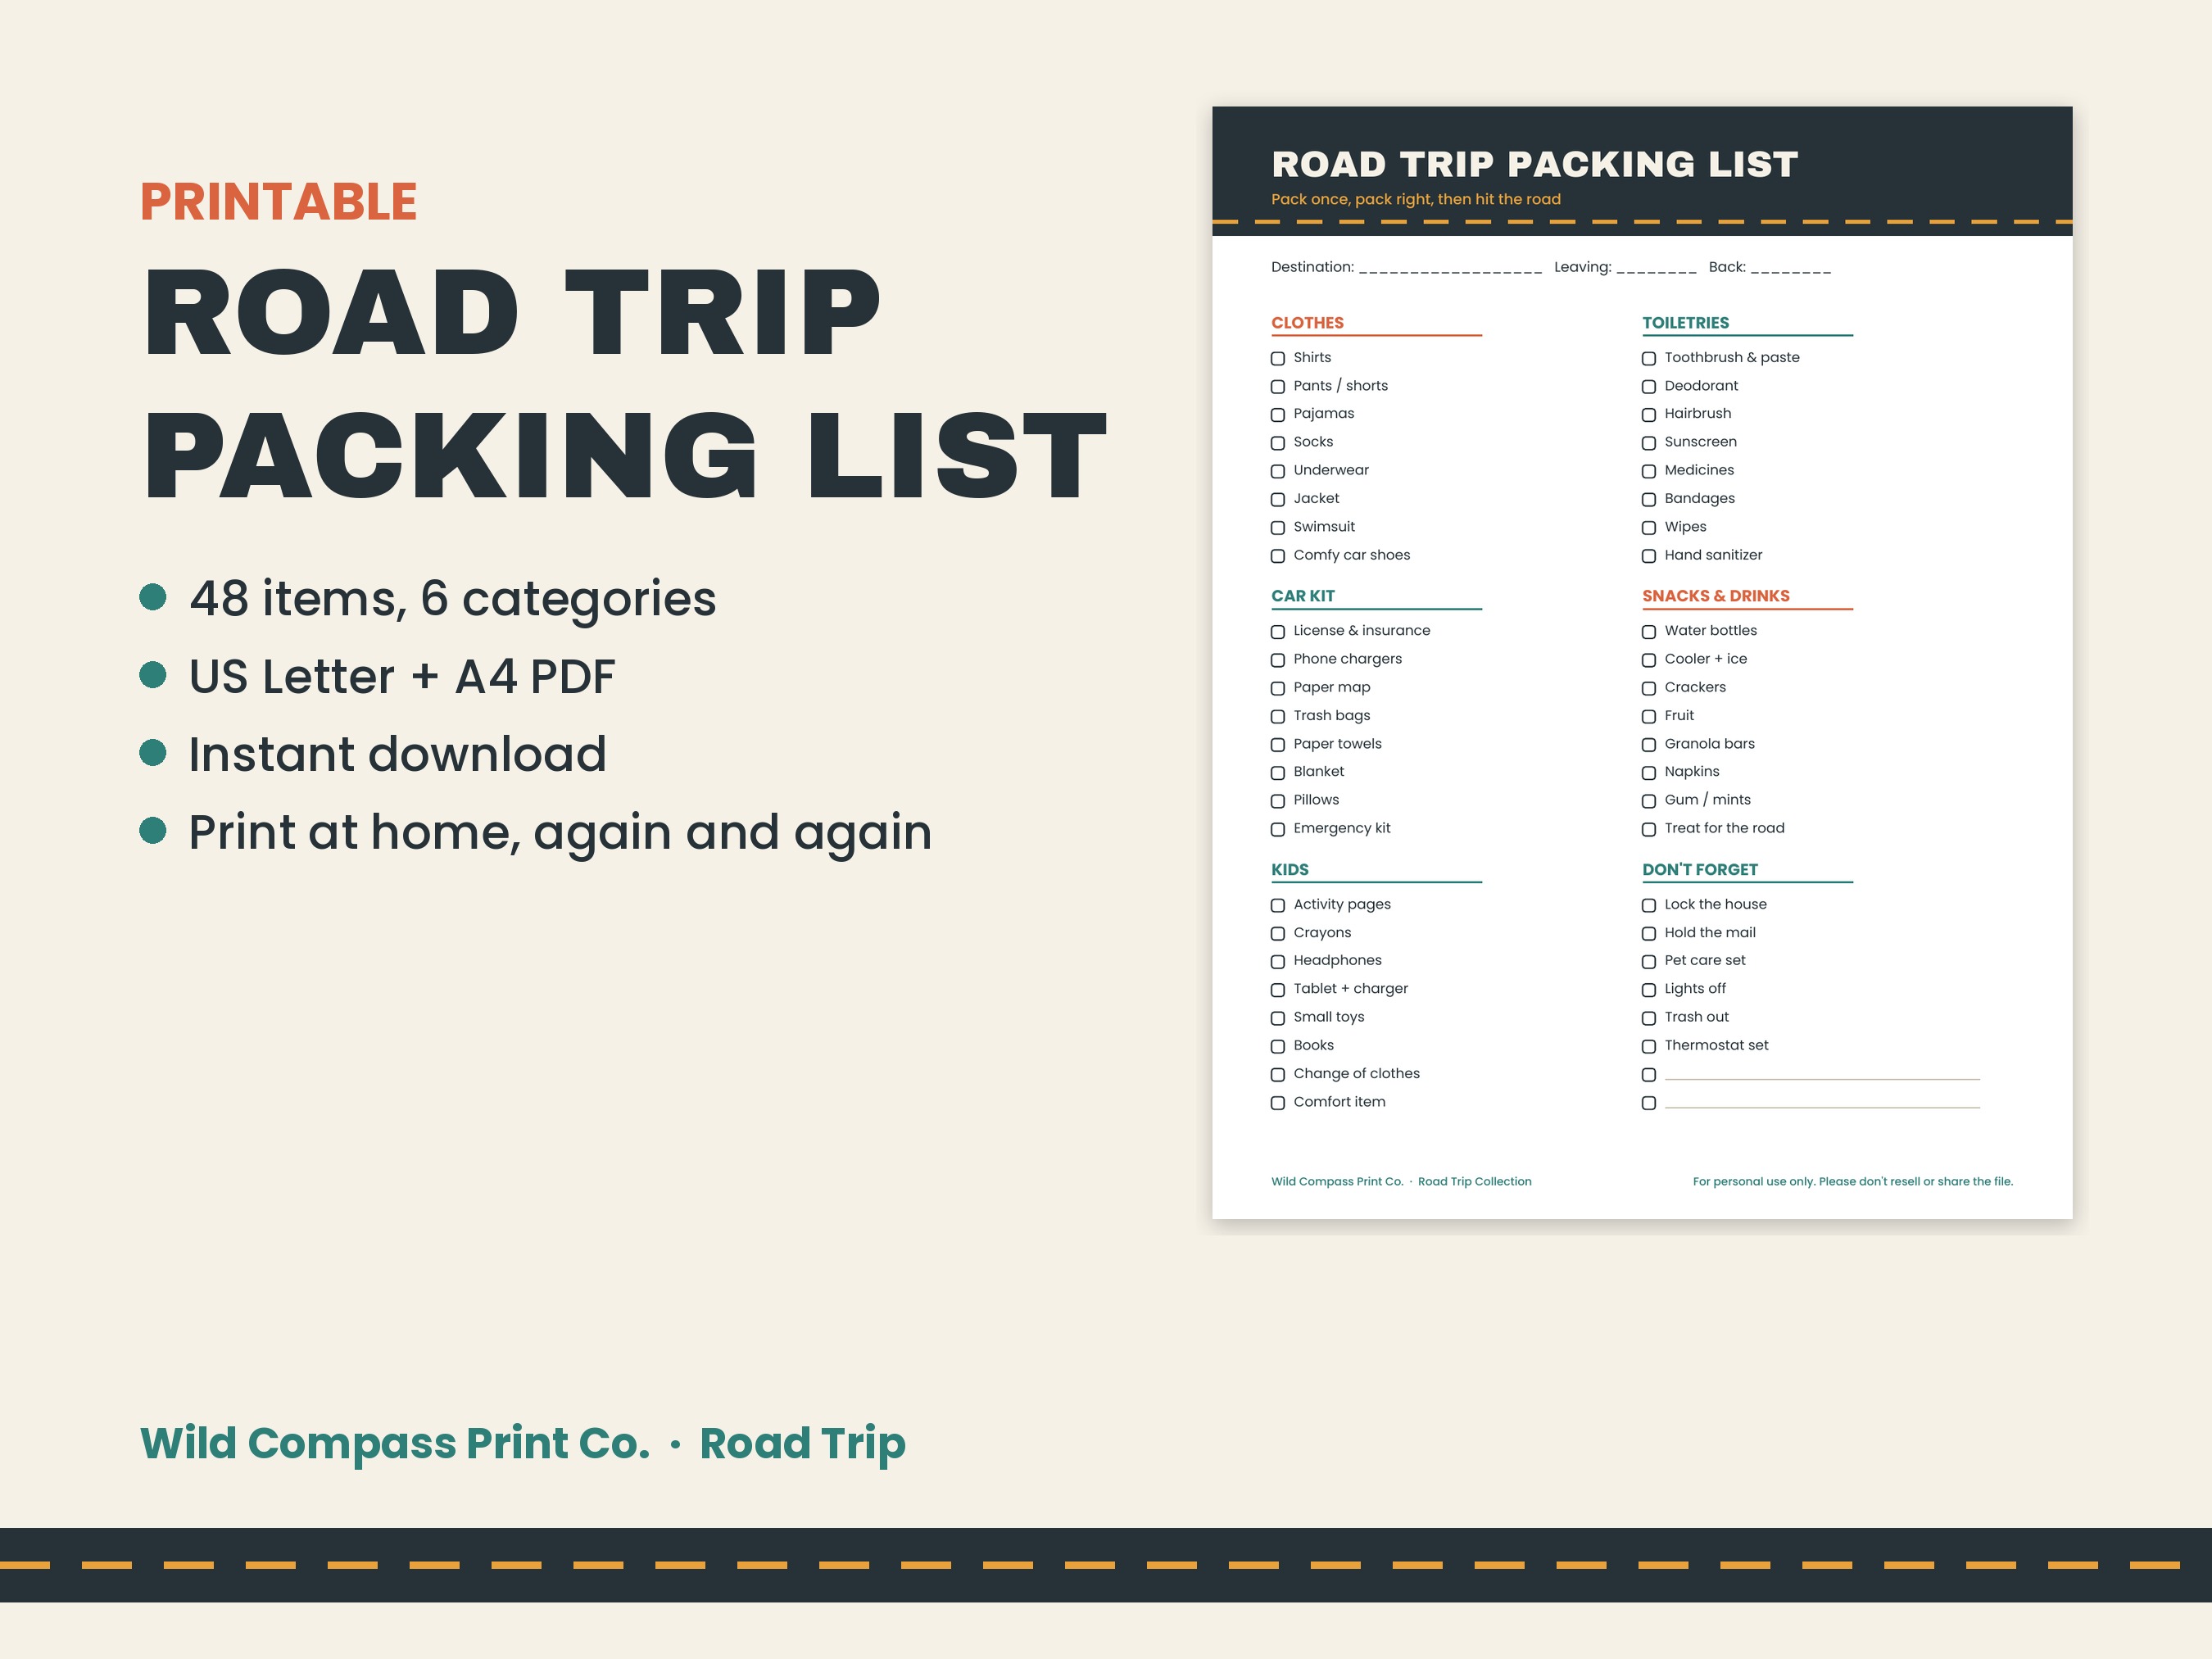 PRINTABLE
ROAD TRIP
PACKING LIST
48 items, 6 categories
US Letter + A4 PDF
Instant download
Print at home, again and again
Wild Compass Print Co. · Road Trip
ROAD TRIP PACKING LIST
Pack once, pack right, then hit the road
Destination: __________________ Leaving: ________ Back: ________
CLOTHES
Shirts
Pants / shorts
Pajamas
Socks
Underwear
Jacket
Swimsuit
Comfy car shoes
TOILETRIES
Toothbrush & paste
Deodorant
Hairbrush
Sunscreen
Medicines
Bandages
Wipes
Hand sanitizer
CAR KIT
License & insurance
Phone chargers
Paper map
Trash bags
Paper towels
Blanket
Pillows
Emergency kit
SNACKS & DRINKS
Water bottles
Cooler + ice
Crackers
Fruit
Granola bars
Napkins
Gum / mints
Treat for the road
KIDS
Activity pages
Crayons
Headphones
Tablet + charger
Small toys
Books
Change of clothes
Comfort item
DON'T FORGET
Lock the house
Hold the mail
Pet care set
Lights off
Trash out
Thermostat set
Wild Compass Print Co. · Road Trip Collection
For personal use only. Please don't resell or share the file.